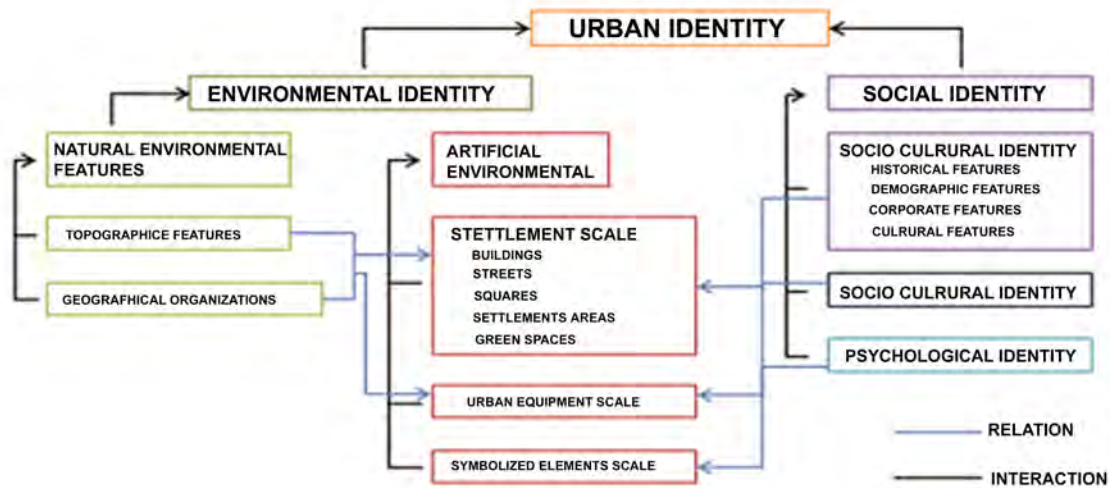 URBAN IDENTITY
ENVIRONMENTAL IDENTITY
SOCIAL IDENTITY
NATURAL ENVIRONMENTAL
FEATURES
TOPOGRAPHICE FEATURES
GEOGRAFHICAL ORGANIZATIONS
ARTIFICIAL
ENVIRONMENTAL
STETTLEMENT SCALE
BUILDINGS
STREETS
SQUARES
SETTLEMENTS AREAS
GREEN SPACES
URBAN EQUIPMENT SCALE
SYMBOLIZED ELEMENTS SCALE
SOCIO CULRURAL IDENTITY
HISTORICAL FEATURES
DEMOGRAPHIC FEATURES
CORPORATE FEATURES
CULRURAL FEATURES
SOCIO CULRURAL IDENTITY
PSYCHOLOGICAL IDENTITY
RELATION
INTERACTION